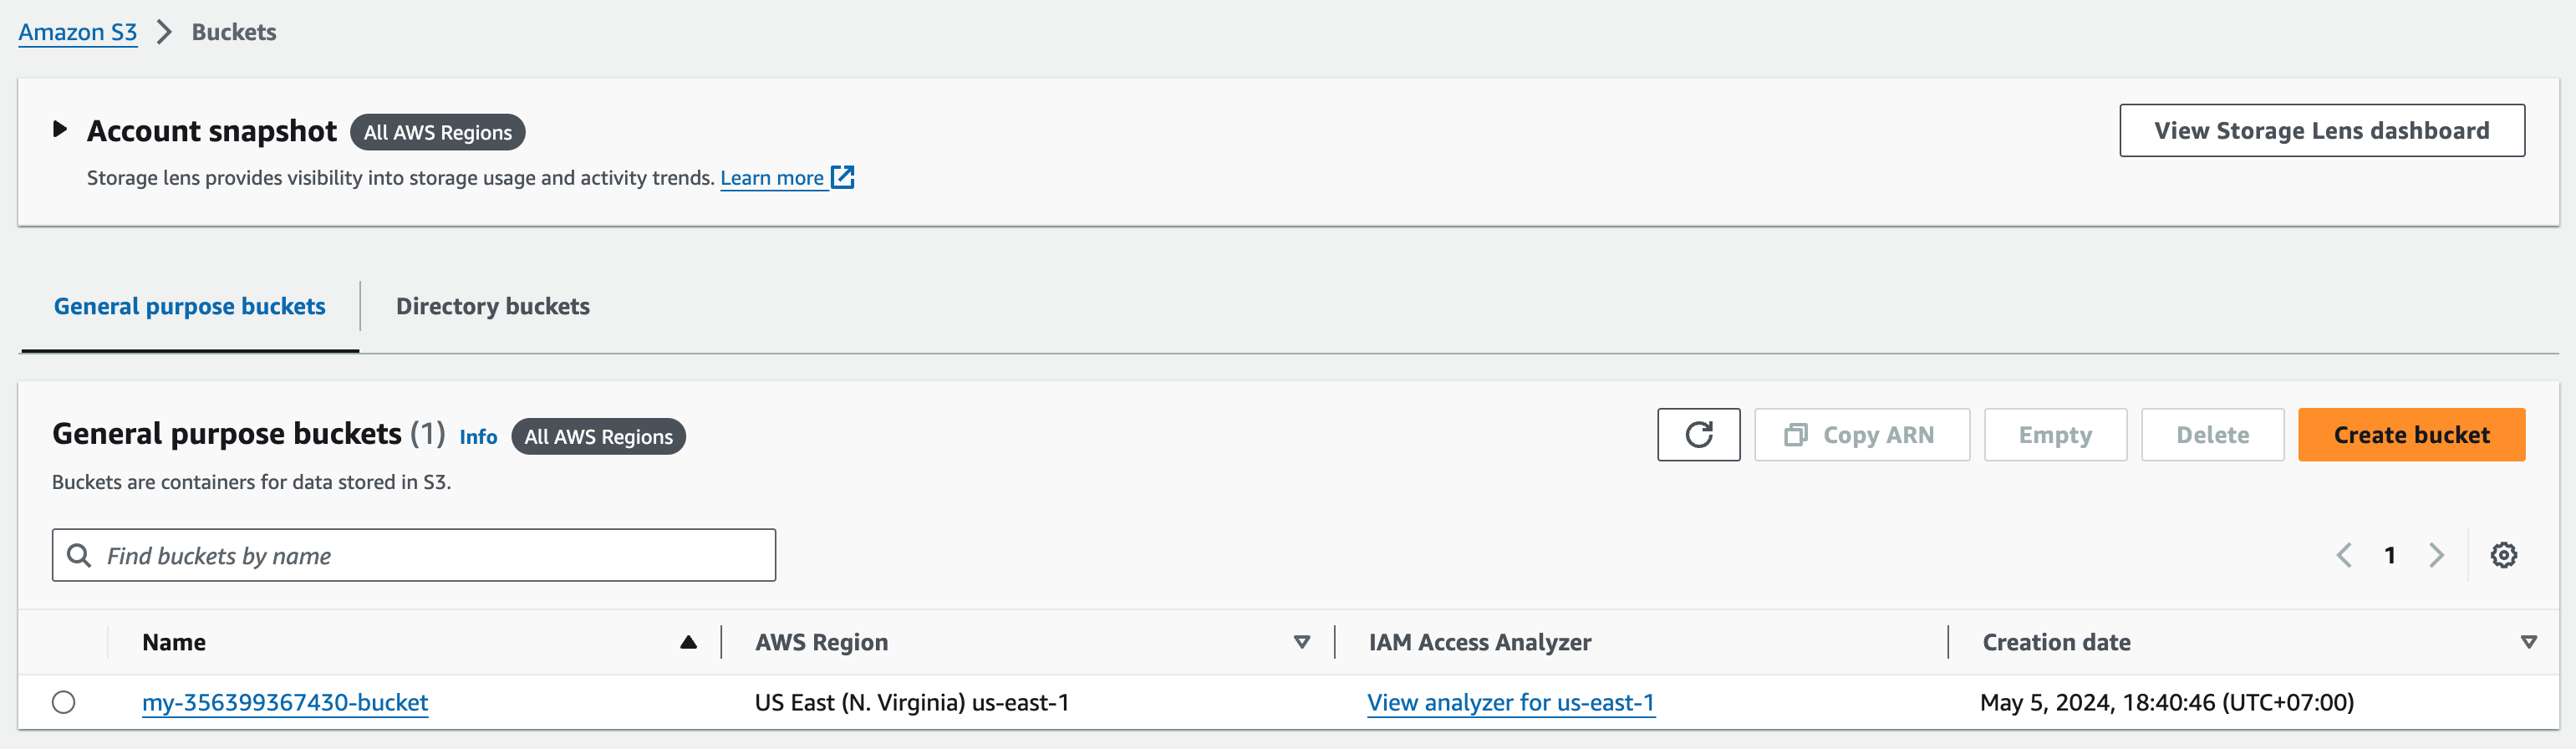 Amazon S3 > Buckets
Account snapshot All AWS Regions
View Storage Lens dashboard
Storage lens provides visibility into storage usage and activity trends. Learn more
General purpose buckets
Directory buckets
General purpose buckets (1) Info All AWS Regions
Copy ARN
Empty
Delete
Create bucket
Buckets are containers for data stored in S3.
Find buckets by name
1
Name AWS Region IAM Access Analyzer Creation date
my-356399367430-bucket US East (N. Virginia) us-east-1 View analyzer for us-east-1 May 5, 2024, 18:40:46 (UTC+07:00)